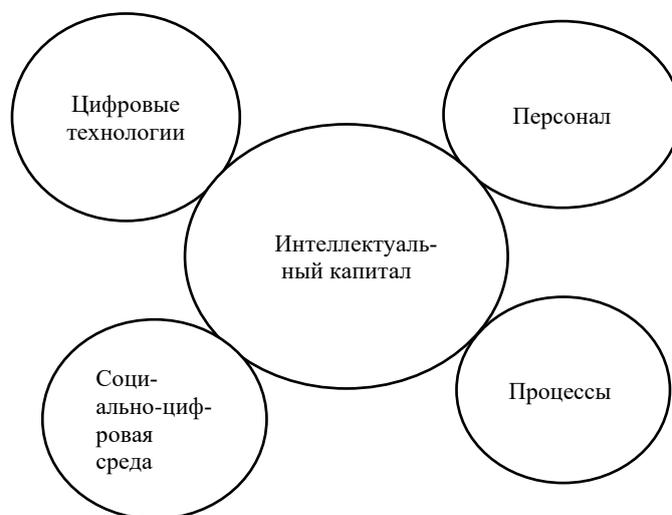 Цифровые
технологии
Персонал
Интеллектуаль-
ный капитал
Соци-
ально-циф-
ровая
среда
Процессы